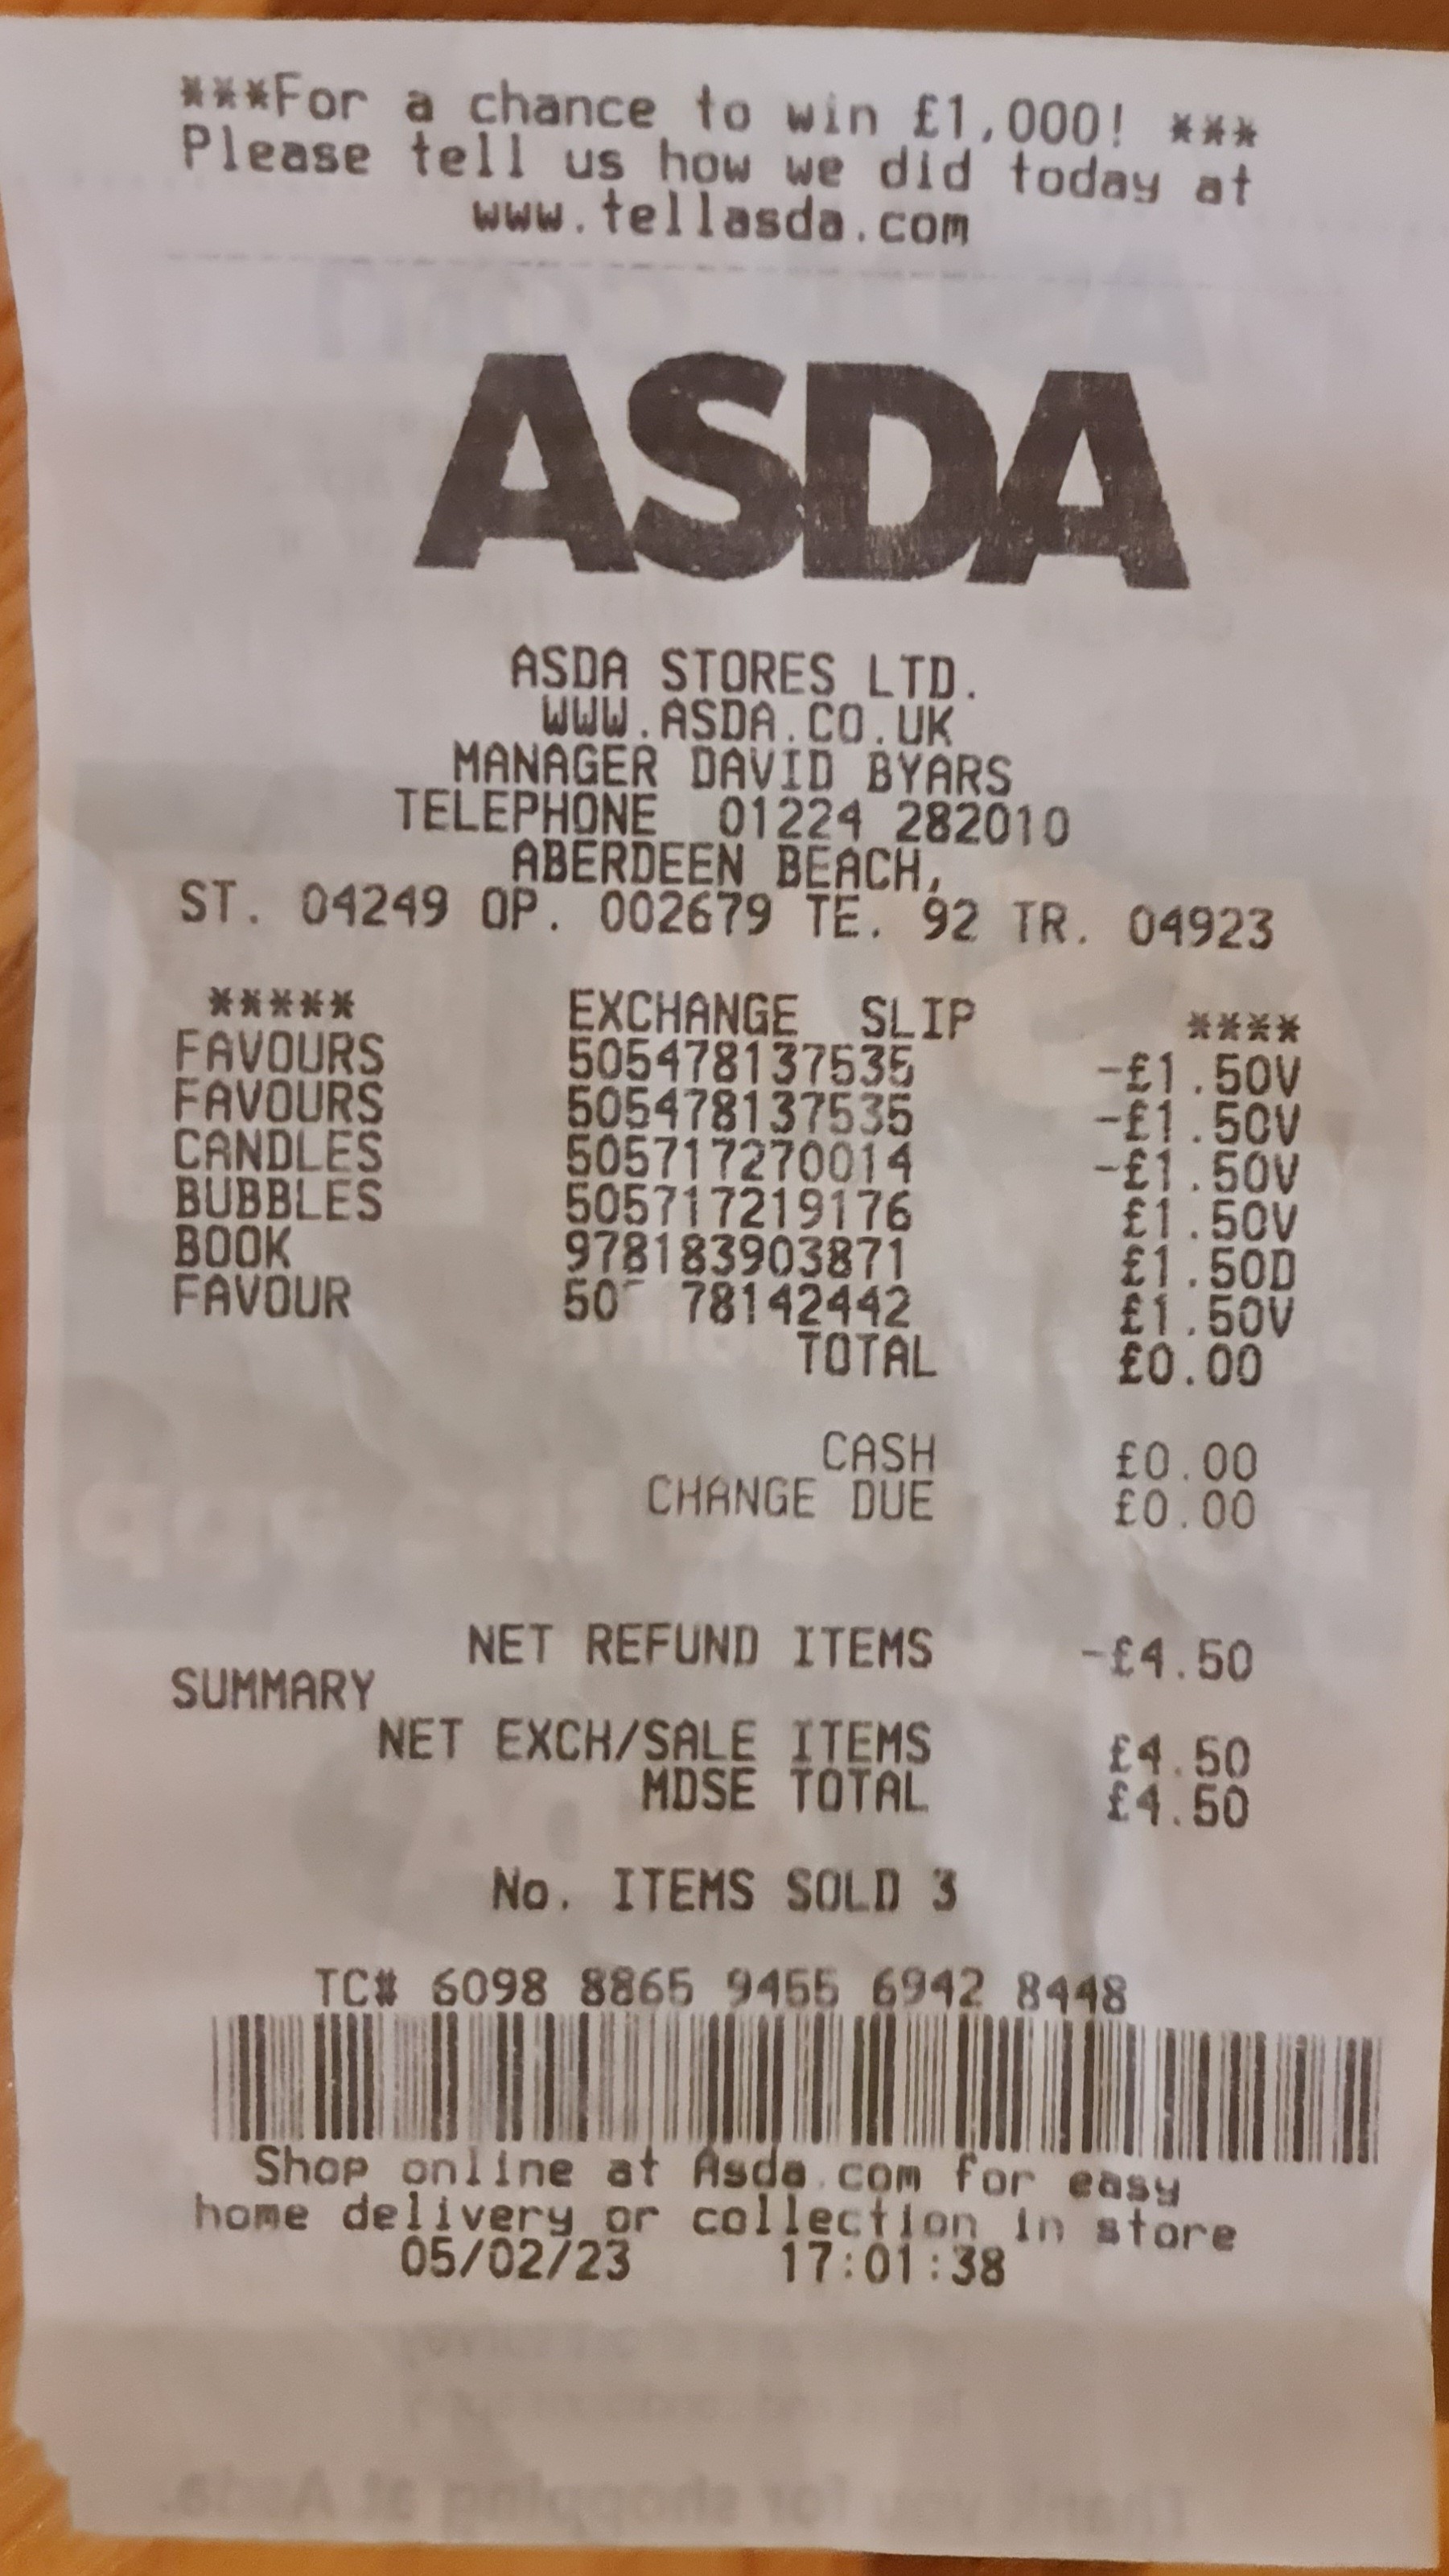 ***For a chance to win £1,000! ***
Please tell us how we did today at
www.tellasda.com
ASDA
ASDA STORES LTD.
WWW.ASDA.CO.UK
MANAGER DAVID BYARS
TELEPHONE 01224 282010
ABERDEEN BEACH,
ST. 04249 OP. 002679 TE. 92 TR. 04923
***** EXCHANGE SLIP ****
FAVOURS 505478137535 -£1.50V
FAVOURS 505478137535 -£1.50V
CANDLES 505717270014 -£1.50V
BUBBLES 505717219176 £1.50V
BOOK 978183903871 £1.50D
FAVOUR 50 78142442 £1.50V
TOTAL £0.00
CASH £0.00
CHANGE DUE £0.00
NET REFUND ITEMS -£4.50
SUMMARY
NET EXCH/SALE ITEMS £4.50
MDSE TOTAL £4.50
No. ITEMS SOLD 3
TC# 6098 8865 9455 6942 8448
Shop online at Asda.com for easy
home delivery or collection in store
05/02/23 17:01:38